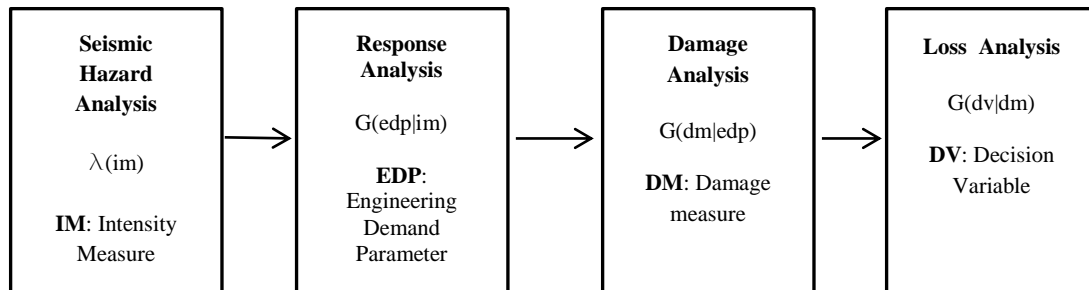 Seismic
Hazard
Analysis
λ(im)
IM: Intensity
Measure
Response
Analysis
G(edp|im)
EDP:
Engineering
Demand
Parameter
Damage
Analysis
G(dm|edp)
DM: Damage
measure
Loss Analysis
G(dv|dm)
DV: Decision
Variable